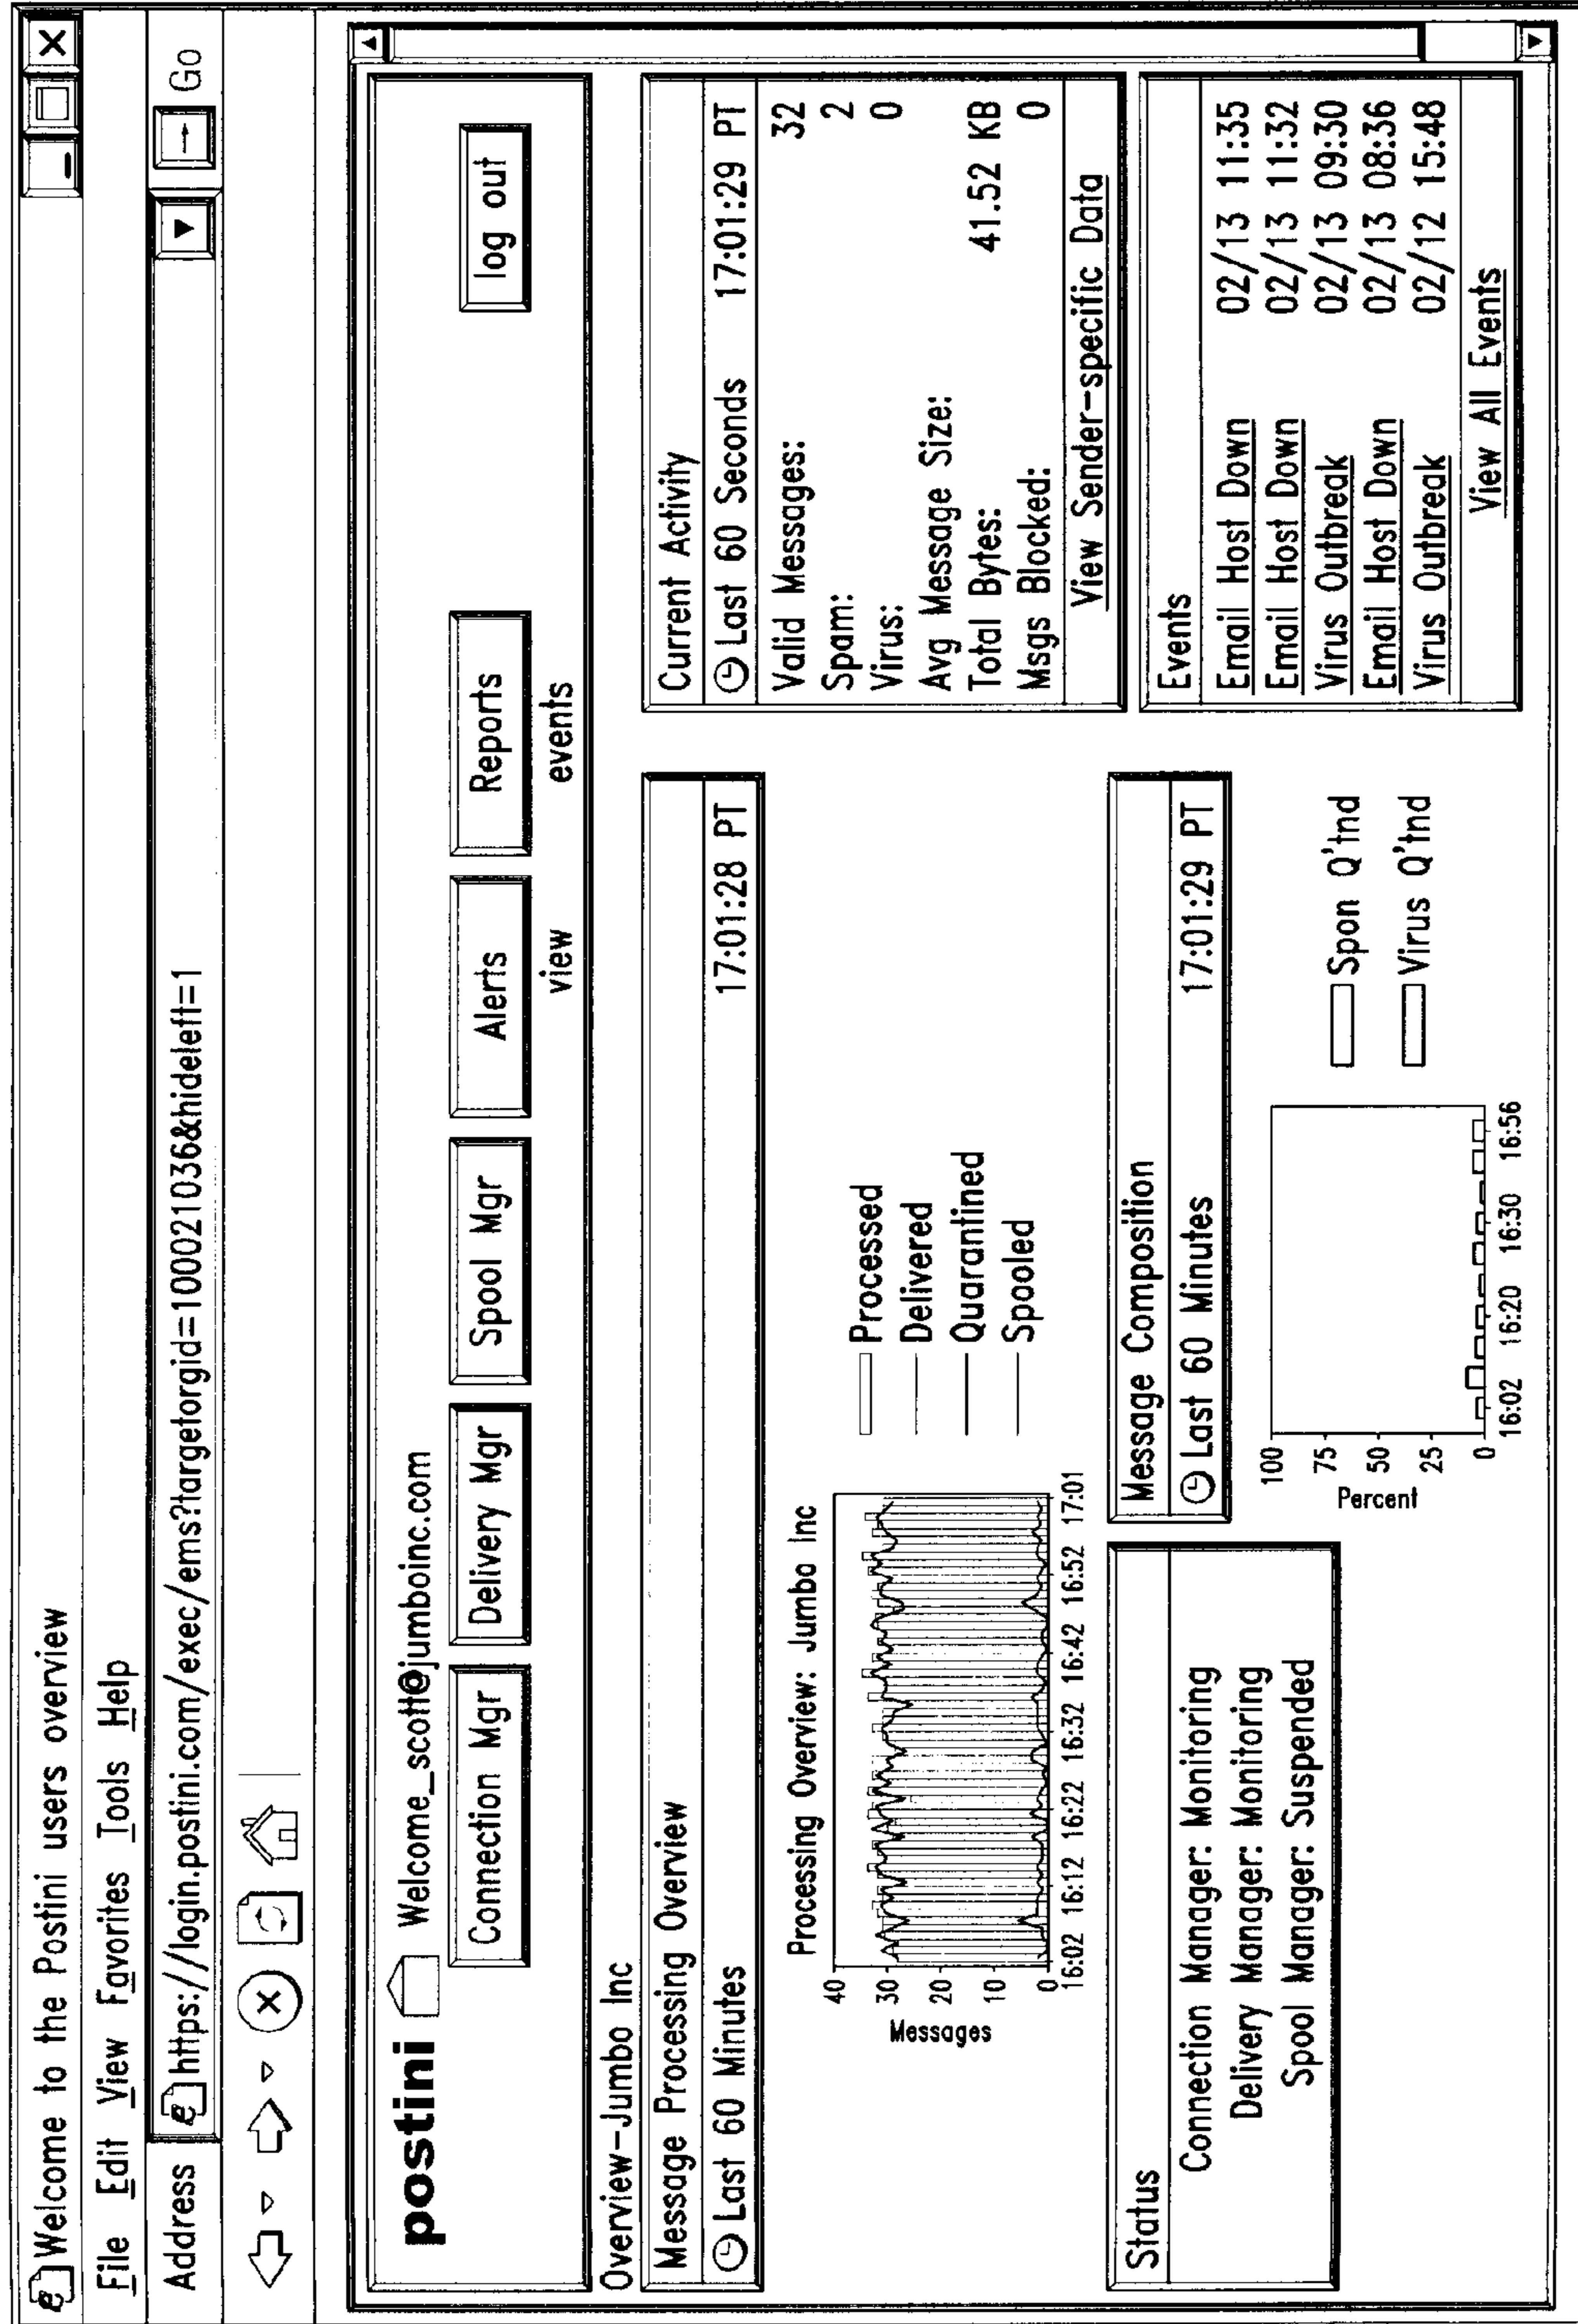 Welcome to the Postini users overview
File Edit View Favorites Tools Help
Address https://login.postini.com/exec/ems?targetorgid=100021036&hideleft=1 Go
postini Welcome_scott@jumboinc.com
Connection Mgr Delivery Mgr Spool Mgr Alerts Reports log out
view events
Overview-Jumbo Inc
Message Processing Overview
Last 60 Minutes 17:01:28 PT
Processing Overview: Jumbo Inc
Messages
40
30
20
10
0
16:02 16:12 16:22 16:32 16:42 16:52 17:01
Processed
Delivered
Quarantined
Spooled
Current Activity
Last 60 Seconds 17:01:29 PT
Valid Messages: 32
Spam: 2
Virus: 0
Avg Message Size:
Total Bytes: 41.52 KB
Msgs Blocked: 0
View Sender-specific Data
Status
Connection Manager: Monitoring
Delivery Manager: Monitoring
Spool Manager: Suspended
Message Composition
Last 60 Minutes 17:01:29 PT
Percent
100
75
50
25
0
16:02 16:20 16:30 16:56
Spon Q'tnd
Virus Q'tnd
Events
Email Host Down 02/13 11:35
Email Host Down 02/13 11:32
Virus Outbreak 02/13 09:30
Email Host Down 02/13 08:36
Virus Outbreak 02/12 15:48
View All Events